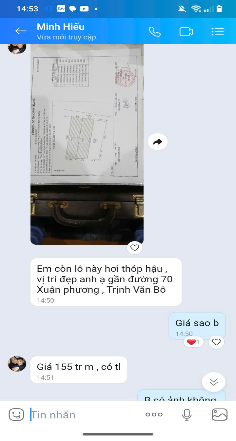 14:53
Minh Hiếu
Vừa mới truy cập
Em còn lô này hơi thóp hậu ,
vị trí đẹp anh ạ gần đường 70
Xuân phương , Trịnh Văn Bô
14:50
Giá sao b
14:50
1
Giá 155 tr m , có tl
14:51
B có ảnh không
Tin nhắn